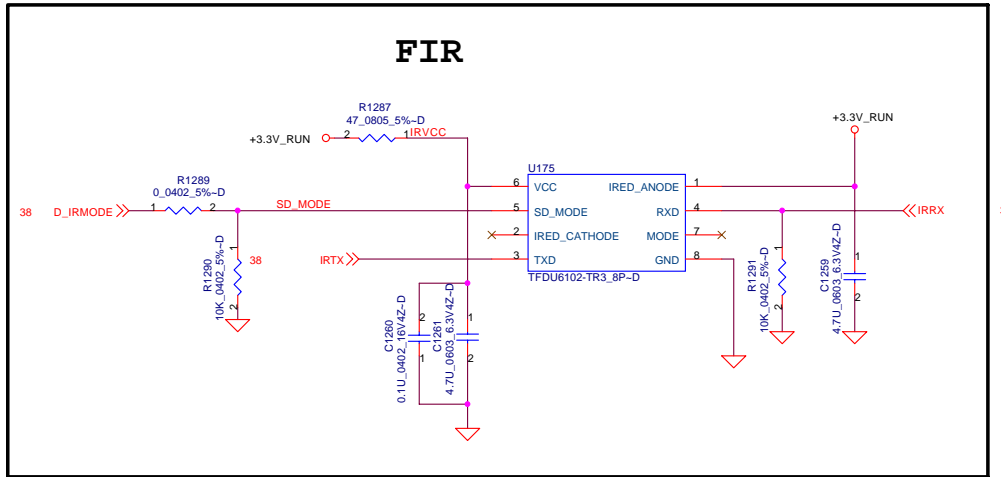 FIR
R1287
47_0805_5%~D
+3.3V_RUN
2
1
IRVCC
+3.3V_RUN
R1289
0_0402_5%~D
38
D_IRMODE
1
2
SD_MODE
U175
6
VCC
IRED_ANODE
1
5
SD_MODE
RXD
4
IRRX
2
IRED_CATHODE
MODE
7
IRTX
3
TXD
GND
8
TFDU6102-TR3_8P~D
1
R1290
10K_0402_5%~D
2
38
2
C1260
0.1U_0402_16V4Z~D
1
1
C1261
4.7U_0603_6.3V4Z~D
2
1
R1291
10K_0402_5%~D
2
1
C1259
4.7U_0603_6.3V4Z~D
2